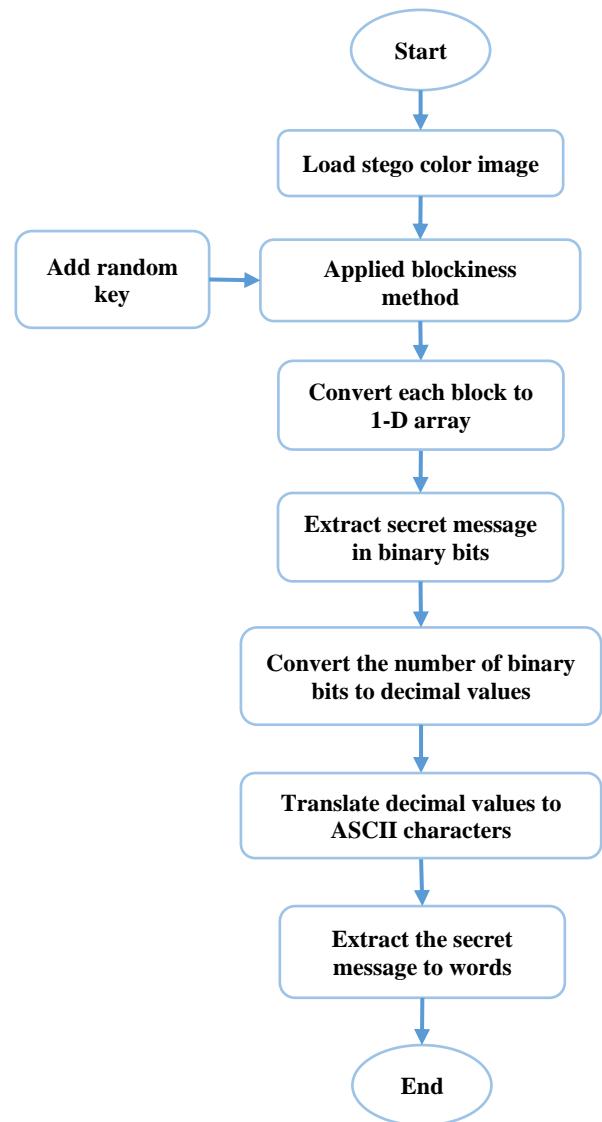 Start
Load stego color image
Add random
key
Applied blockiness
method
Convert each block to
1-D array
Extract secret message
in binary bits
Convert the number of binary
bits to decimal values
Translate decimal values to
ASCII characters
Extract the secret
message to words
End